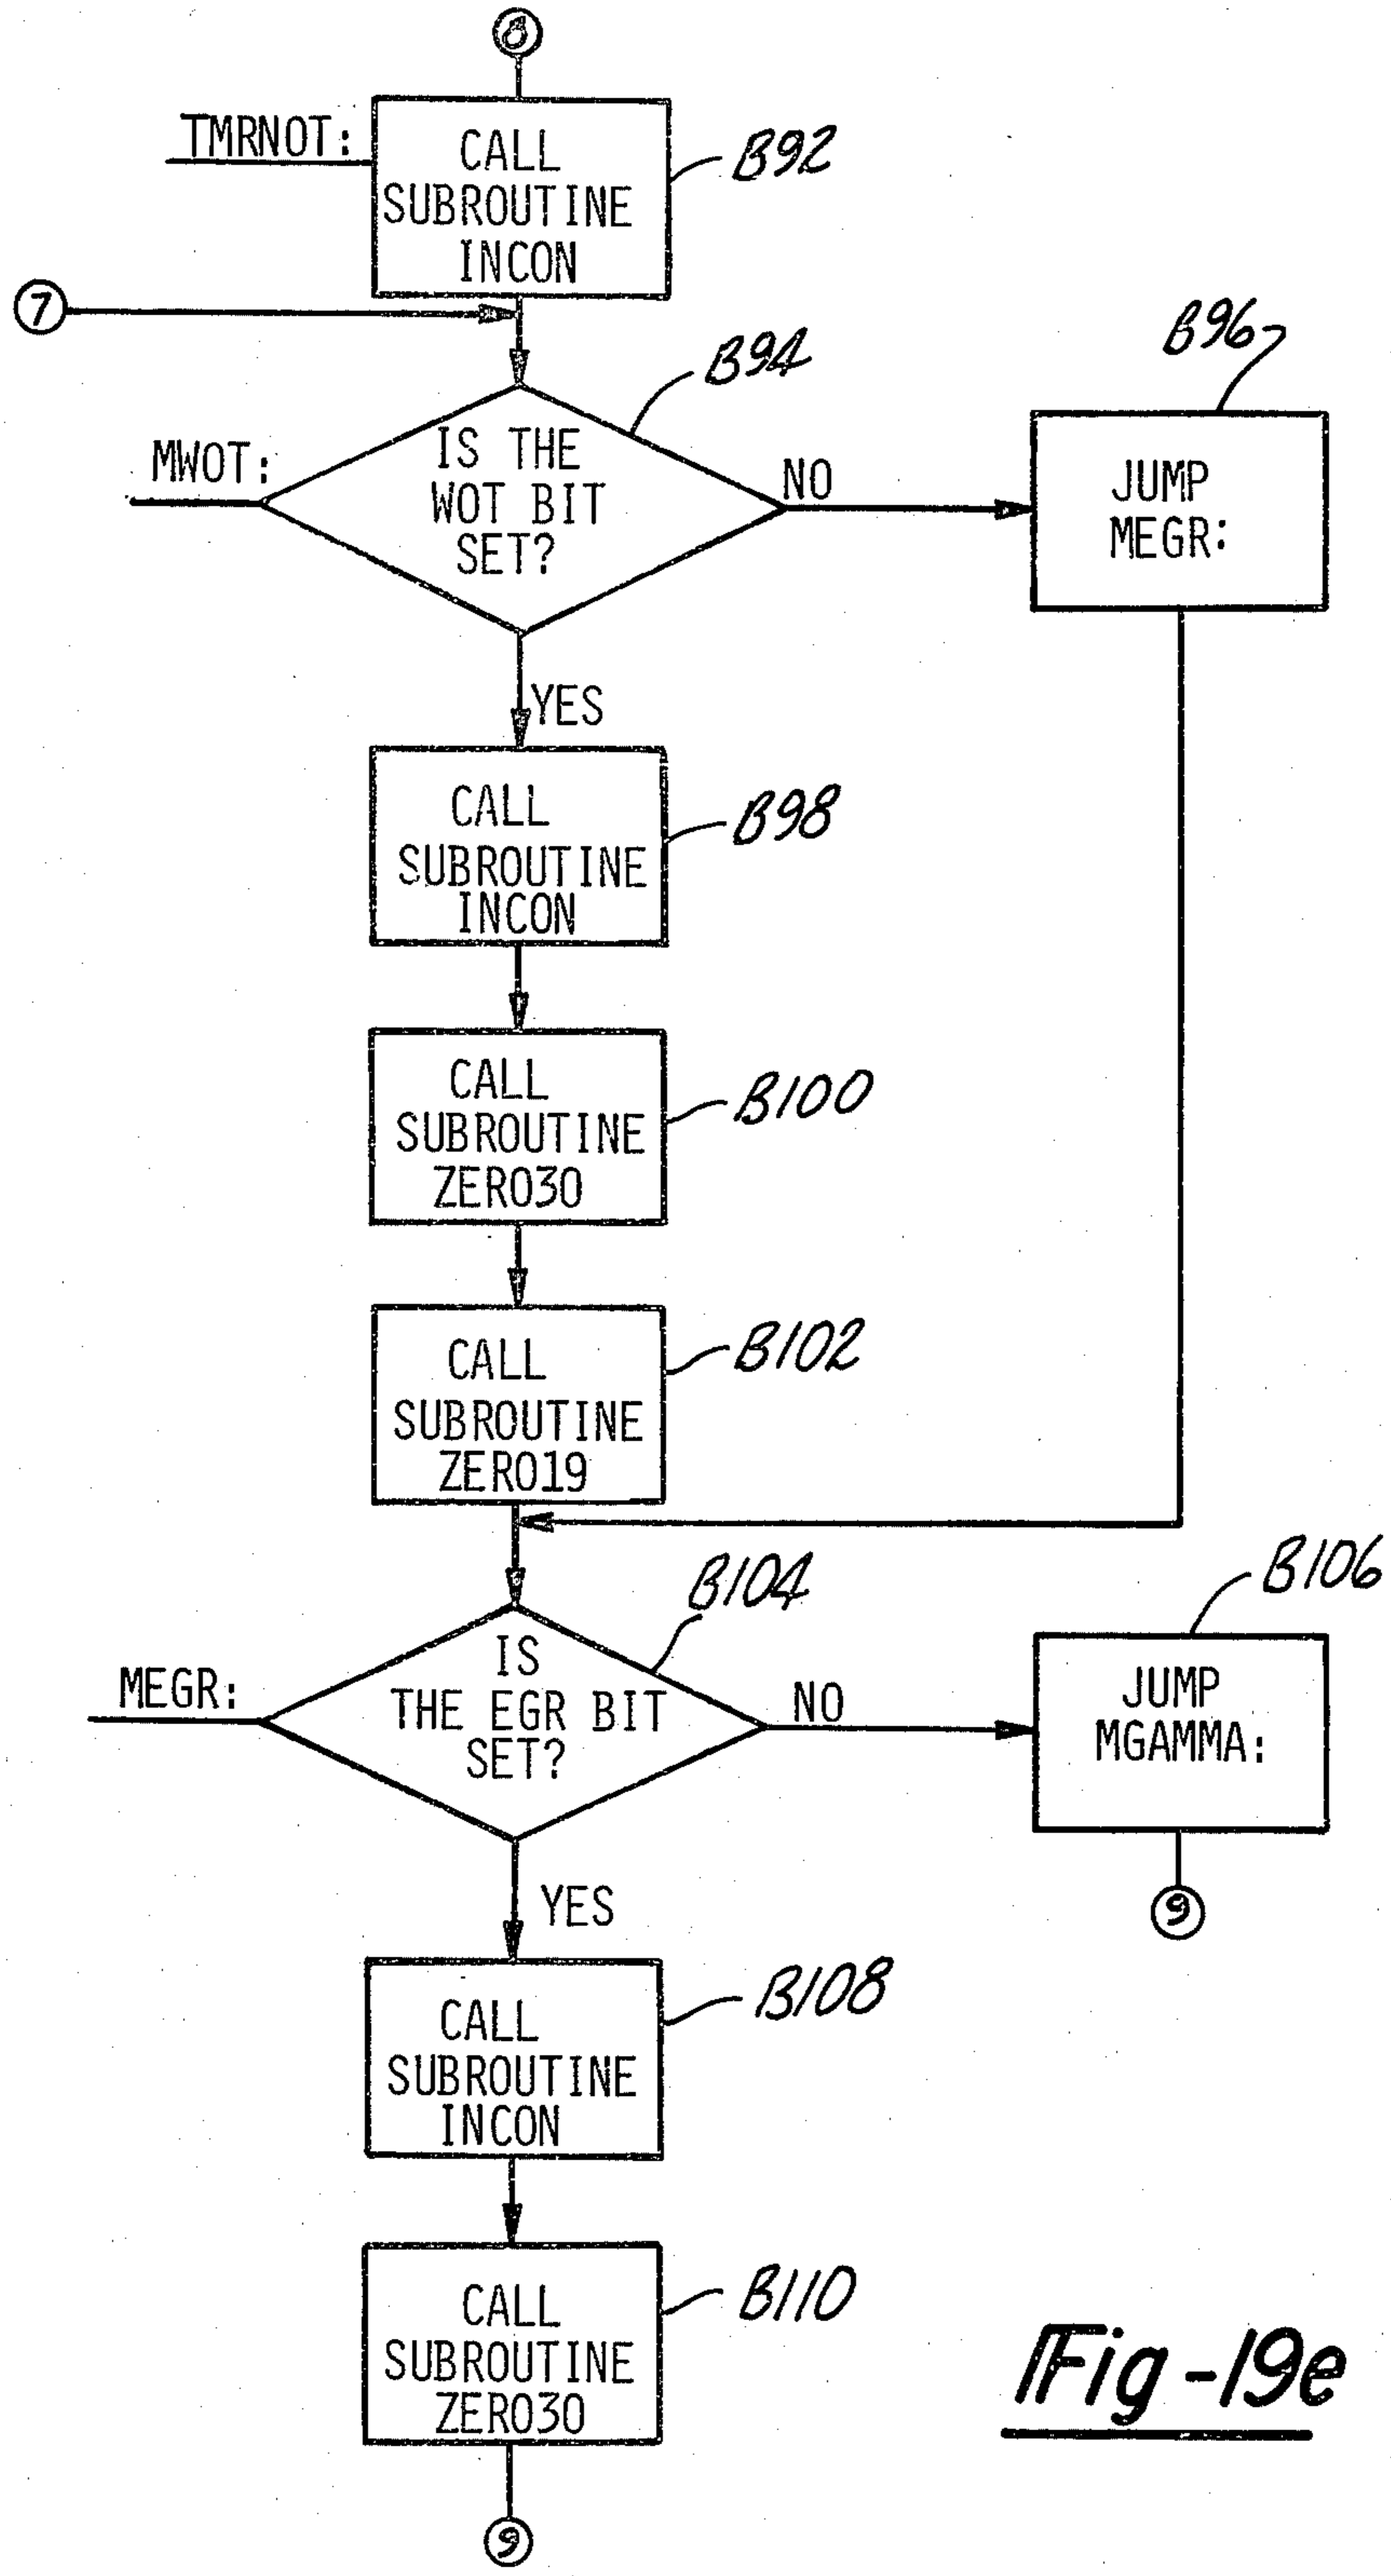 8
TMRNOT:
CALL
SUBROUTINE
INCON
B92
7
B94
B96
MWOT:
IS THE
WOT BIT
SET?
NO
JUMP
MEGR:
YES
CALL
SUBROUTINE
INCON
B98
CALL
SUBROUTINE
ZERO30
B100
CALL
SUBROUTINE
ZERO19
B102
B104
B106
MEGR:
IS
THE EGR BIT
SET?
NO
JUMP
MGAMMA:
9
YES
CALL
SUBROUTINE
INCON
B108
CALL
SUBROUTINE
ZERO30
B110
9
Fig-19e